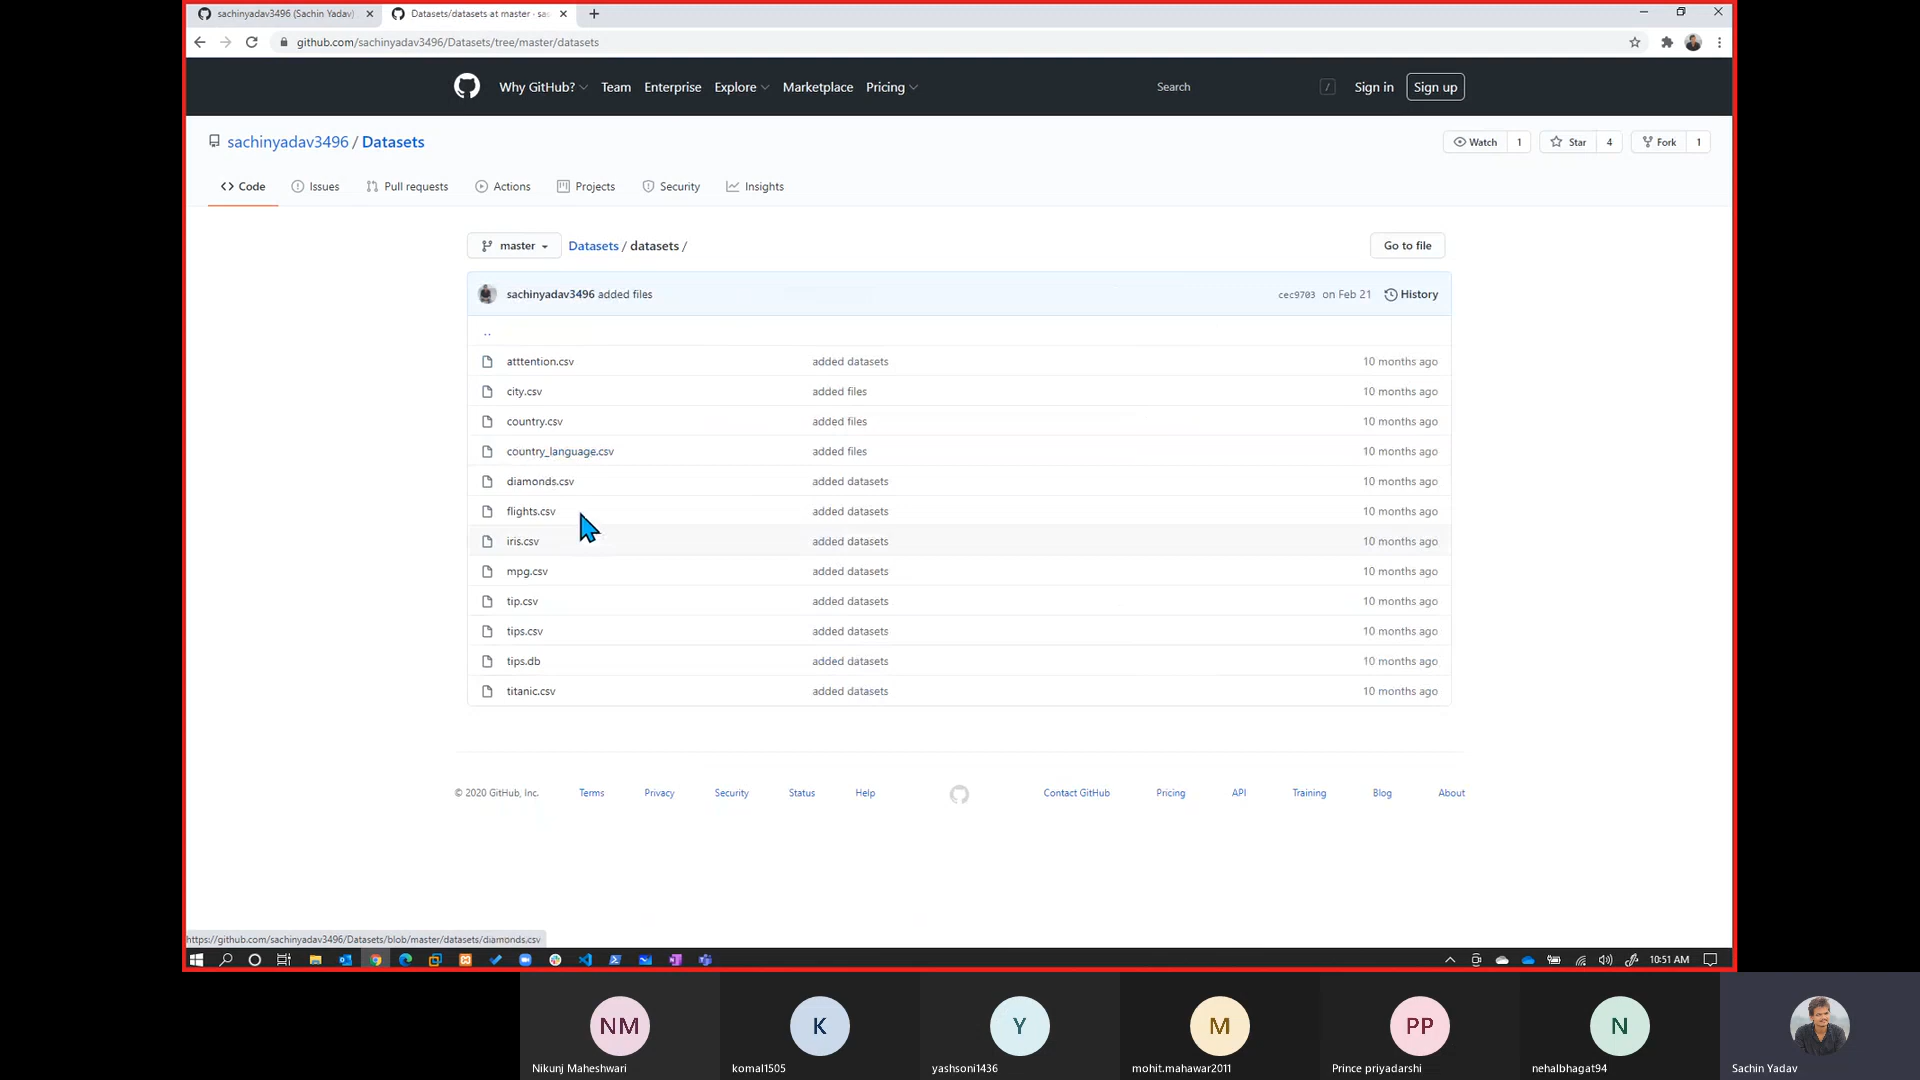 sachinyadav3496 (Sachin Yadav)
Datasets/datasets at master · sac
github.com/sachinyadav3496/Datasets/tree/master/datasets
Why GitHub? Team Enterprise Explore Marketplace Pricing Search / Sign in Sign up
sachinyadav3496 / Datasets Watch 1 Star 4 Fork 1
Code Issues Pull requests Actions Projects Security Insights
master Datasets / datasets / Go to file
sachinyadav3496 added files cec9703 on Feb 21 History
..
atttention.csv added datasets 10 months ago
city.csv added files 10 months ago
country.csv added files 10 months ago
country_language.csv added files 10 months ago
diamonds.csv added datasets 10 months ago
flights.csv added datasets 10 months ago
iris.csv added datasets 10 months ago
mpg.csv added datasets 10 months ago
tip.csv added datasets 10 months ago
tips.csv added datasets 10 months ago
tips.db added datasets 10 months ago
titanic.csv added datasets 10 months ago
© 2020 GitHub, Inc. Terms Privacy Security Status Help Contact GitHub Pricing API Training Blog About
https://github.com/sachinyadav3496/Datasets/blob/master/datasets/diamonds.csv
10:51 AM
NM K Y M PP N
Nikunj Maheshwari komal1505 yashsoni1436 mohit.mahawar2011 Prince priyadarshi nehalbhagat94 Sachin Yadav